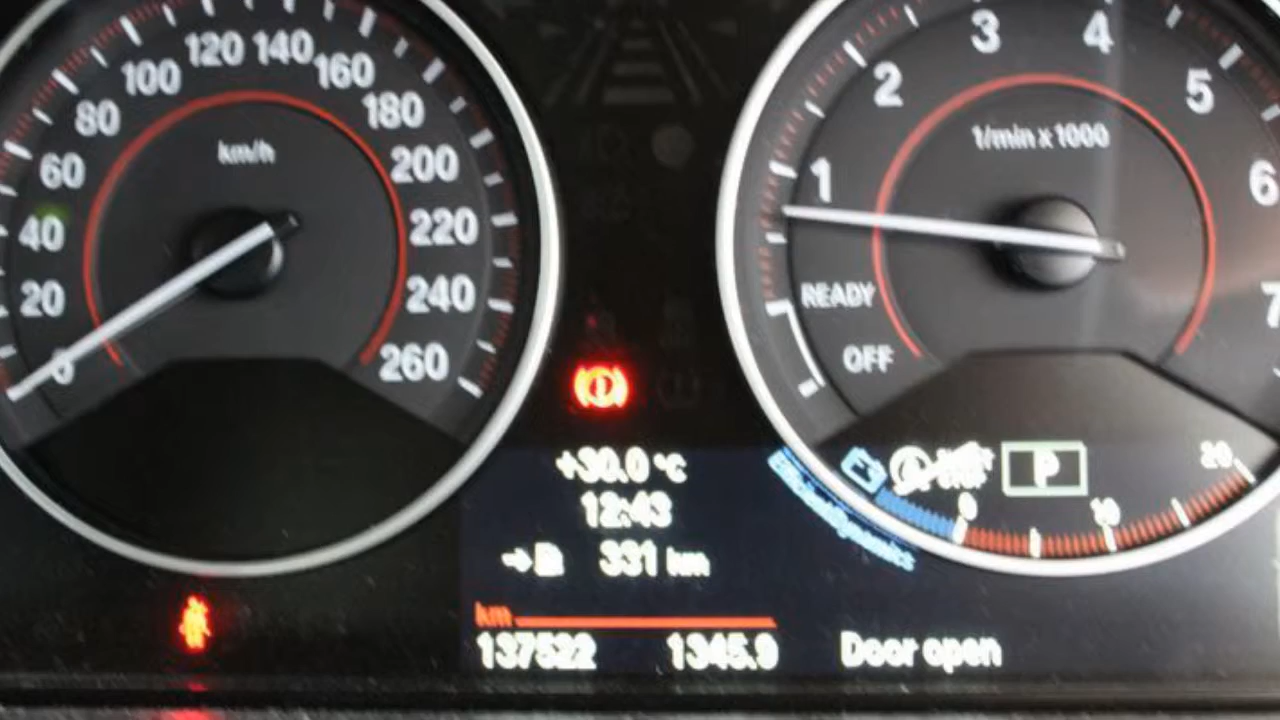 0 20 40 60 80 100 120 140 160 180 200 220 240 260
km/h
1 2 3 4 5 6 7
1/min x 1000
READY
OFF
+30.0 °C
12:43
331 km
km
137522 1345.9
P
0 10 20
EfficientDynamics
Door open